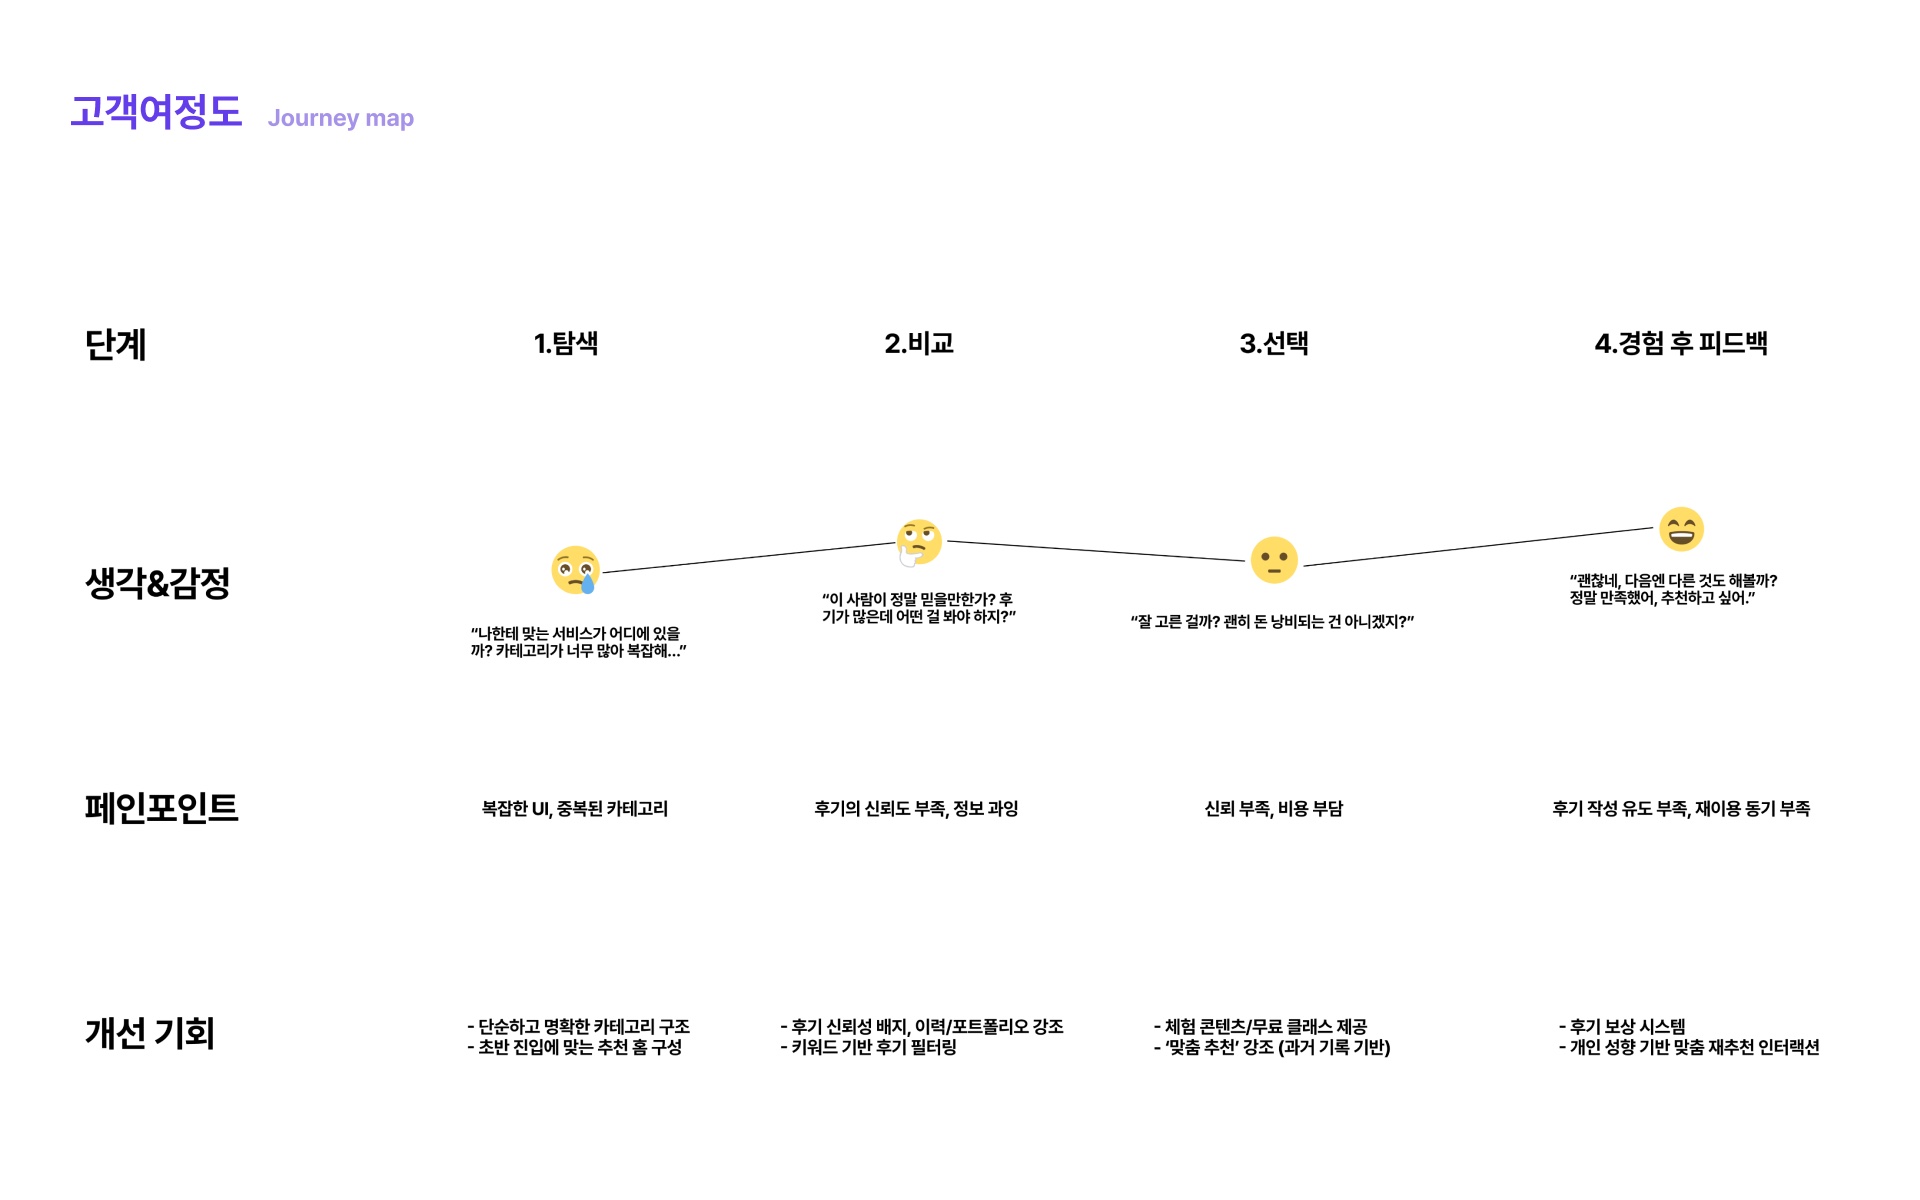 고객여정도 Journey map
단계 1.탐색 2.비교 3.선택 4.경험 후 피드백
생각&감정
“나한테 맞는 서비스가 어디에 있을
까? 카테고리가 너무 많아 복잡해...”
“이 사람이 정말 믿을만한가? 후
기가 많은데 어떤 걸 봐야 하지?”
“잘 고른 걸까? 괜히 돈 낭비되는 건 아니겠지?”
“괜찮네, 다음엔 다른 것도 해볼까?
정말 만족했어, 추천하고 싶어.”
페인포인트 복잡한 UI, 중복된 카테고리 후기의 신뢰도 부족, 정보 과잉 신뢰 부족, 비용 부담 후기 작성 유도 부족, 재이용 동기 부족
개선 기회
- 단순하고 명확한 카테고리 구조
- 초반 진입에 맞는 추천 홈 구성
- 후기 신뢰성 배지, 이력/포트폴리오 강조
- 키워드 기반 후기 필터링
- 체험 콘텐츠/무료 클래스 제공
- ‘맞춤 추천’ 강조 (과거 기록 기반)
- 후기 보상 시스템
- 개인 성향 기반 맞춤 재추천 인터랙션